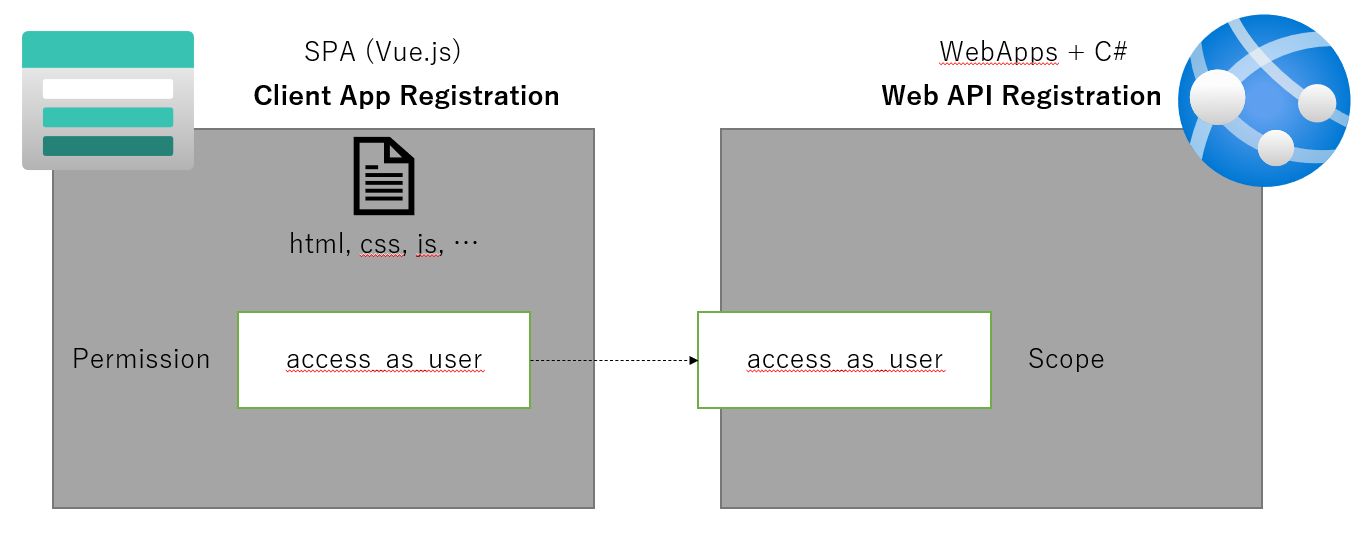 SPA (Vue.js)
Client App Registration
html, css, js, …
Permission
access_as_user
WebApps + C#
Web API Registration
access_as_user
Scope